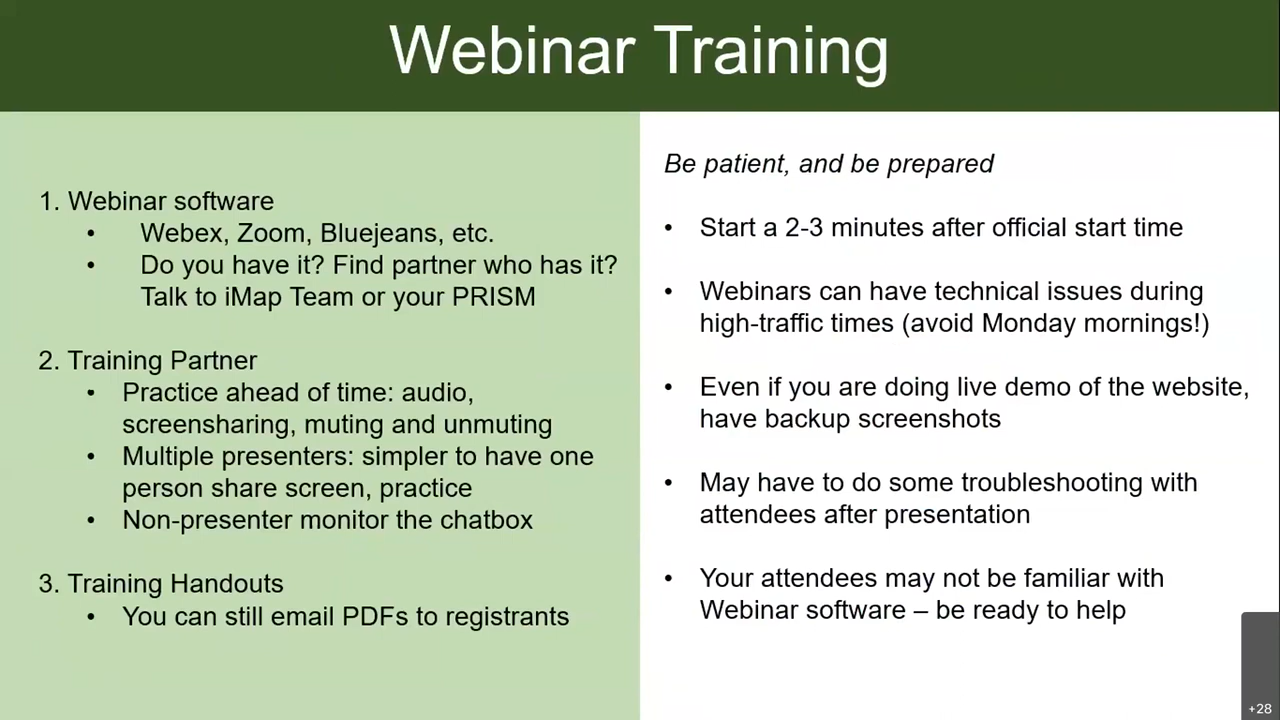 Webinar Training
1. Webinar software
• Webex, Zoom, Bluejeans, etc.
• Do you have it? Find partner who has it?
Talk to iMap Team or your PRISM
2. Training Partner
• Practice ahead of time: audio,
screensharing, muting and unmuting
• Multiple presenters: simpler to have one
person share screen, practice
• Non-presenter monitor the chatbox
3. Training Handouts
• You can still email PDFs to registrants
Be patient, and be prepared
• Start a 2-3 minutes after official start time
• Webinars can have technical issues during
high-traffic times (avoid Monday mornings!)
• Even if you are doing live demo of the website,
have backup screenshots
• May have to do some troubleshooting with
attendees after presentation
• Your attendees may not be familiar with
Webinar software – be ready to help
+28